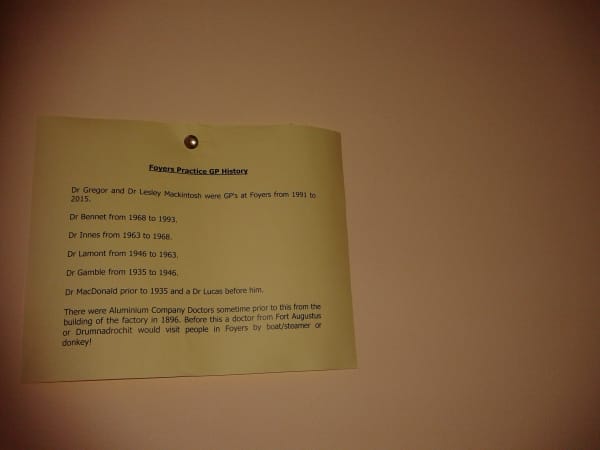 Foyers Practice GP History
Dr Gregor and Dr Lesley Mackintosh were GP's at Foyers from 1991 to
2015.
Dr Bennet from 1968 to 1993.
Dr Innes from 1963 to 1968.
Dr Lamont from 1946 to 1963.
Dr Gamble from 1935 to 1946.
Dr MacDonald prior to 1935 and a Dr Lucas before him.
There were Aluminium Company Doctors sometime prior to this from the
building of the factory in 1896. Before this a doctor from Fort Augustus
or Drumnadrochit would visit people in Foyers by boat/steamer or
donkey!